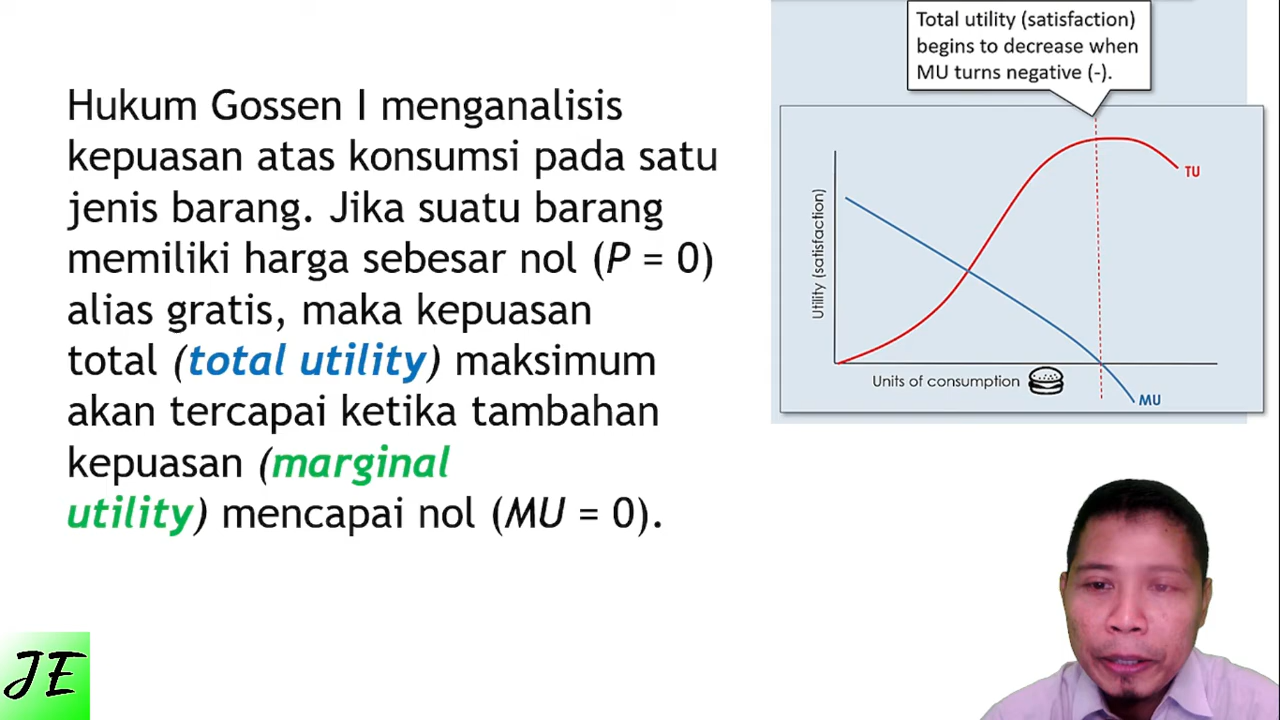 Hukum Gossen I menganalisis
kepuasan atas konsumsi pada satu
jenis barang. Jika suatu barang
memiliki harga sebesar nol (P = 0)
alias gratis, maka kepuasan
total (total utility) maksimum
akan tercapai ketika tambahan
kepuasan (marginal
utility) mencapai nol (MU = 0).
Total utility (satisfaction)
begins to decrease when
MU turns negative (-).
Utility (satisfaction)
TU
Units of consumption
MU
JE